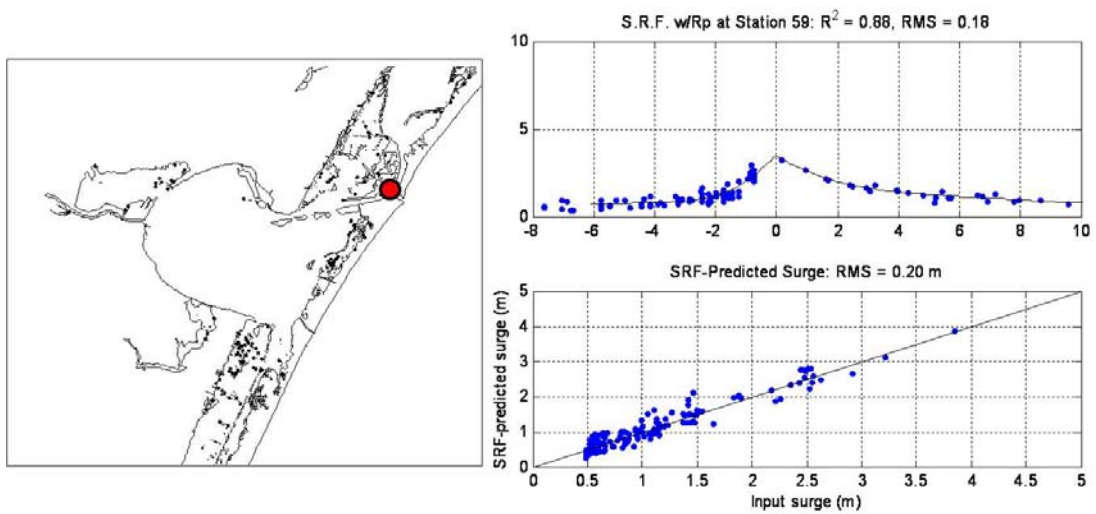 S.R.F. w/Rp at Station 59: R² = 0.88, RMS = 0.18
10
5
0
-8 -6 -4 -2 0 2 4 6 8 10
SRF-Predicted Surge: RMS = 0.20 m
SRF-predicted surge (m)
5
4
3
2
1
0
0 0.5 1 1.5 2 2.5 3 3.5 4 4.5 5
Input surge (m)